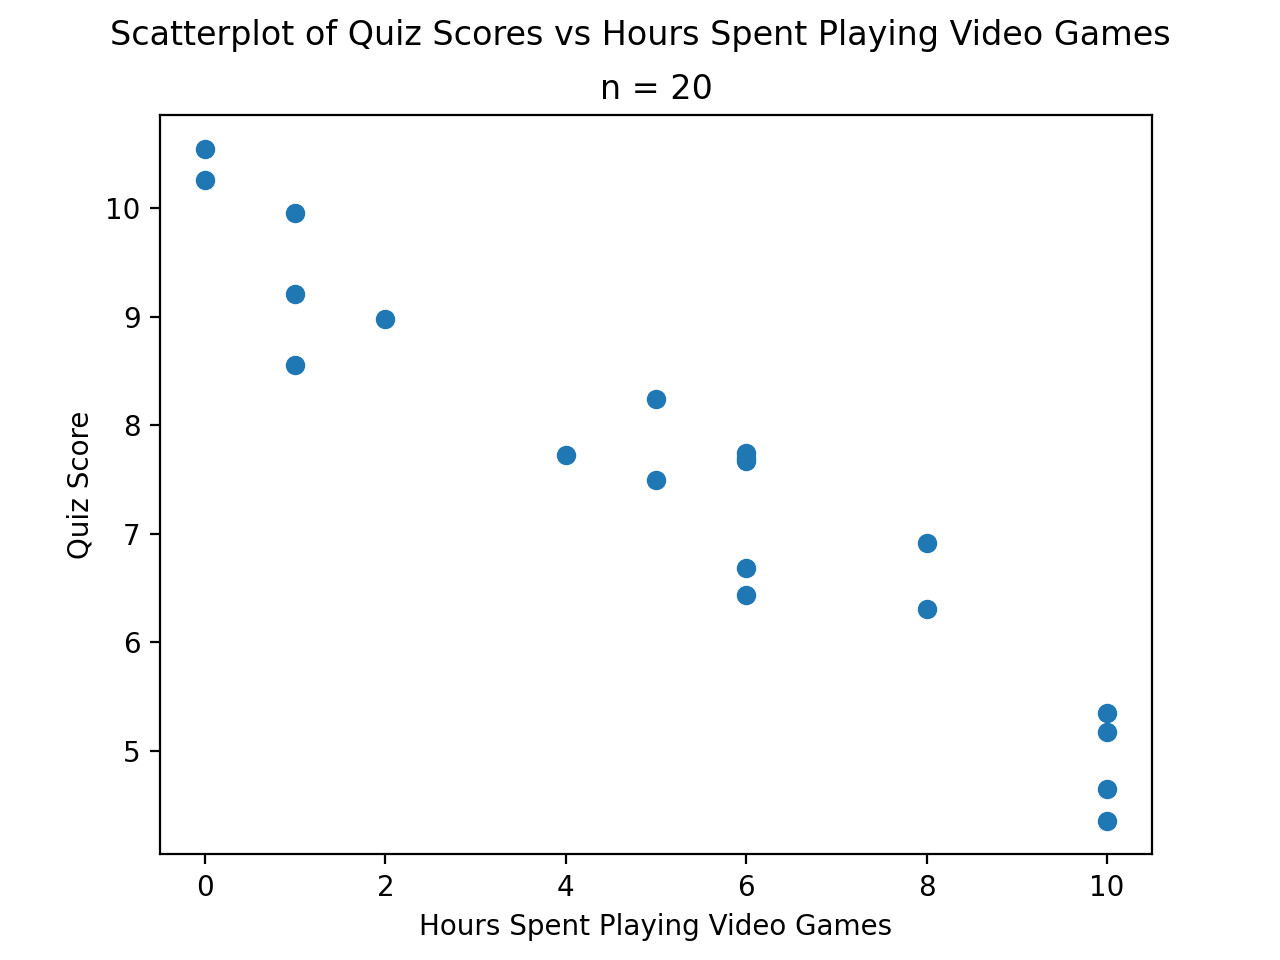 Scatterplot of Quiz Scores vs Hours Spent Playing Video Games
n = 20
10
9
8
7
6
5
Quiz Score
0 2 4 6 8 10
Hours Spent Playing Video Games